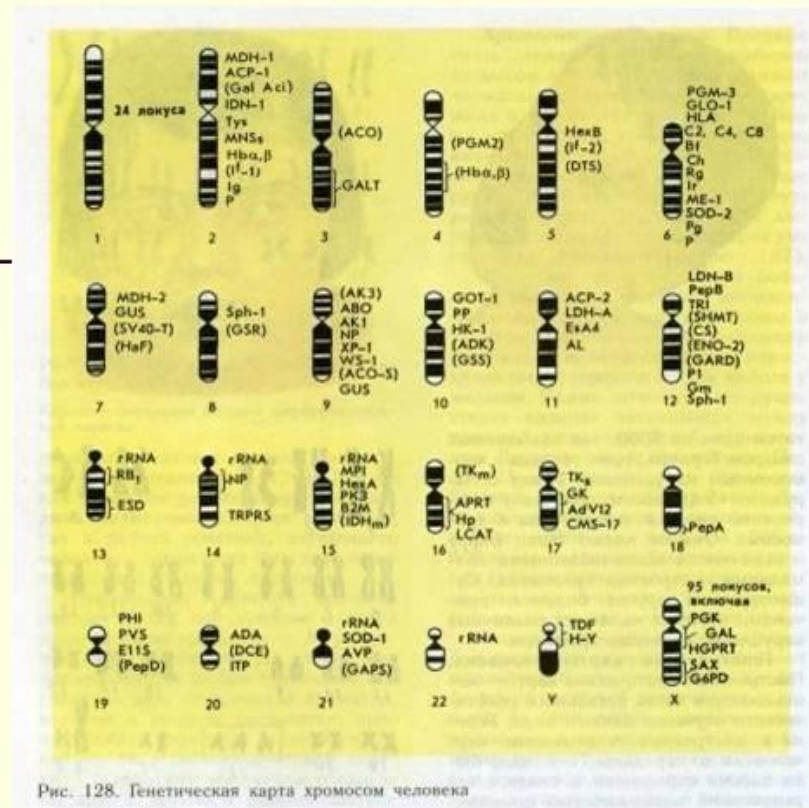 24 локуса
1
MDH-1
ACP-1
(Gal Aci)
IDN-1
Tys
MNSs
Hbα,β
(If-1)
Ig
P
2
(ACO)
GALT
3
(PGM2)
(Hbα,β)
4
HexB
(If-2)
(DTS)
5
PGM-3
GLO-1
HLA
C2, C4, C8
Bf
Ch
Rg
Ir
ME-1
SOD-2
Pg
P
6
MDH-2
GUS
(SV40-T)
(HaF)
7
Sph-1
(GSR)
8
(AK3)
ABO
AK1
NP
XP-1
WS-1
(ACO-S)
GUS
9
GOT-1
PP
HK-1
(ADK)
(GSS)
10
ACP-2
LDH-A
EsA4
AL
11
LDN-B
PepB
TRI
(SHMT)
(CS)
(ENO-2)
(GARD)
P1
Gm
Sph-1
12
rRNA
RB1
ESD
13
rRNA
NP
TRPRS
14
rRNA
MPI
HexA
PK3
B2M
(IDHm)
15
(TKm)
APRT
Hp
LCAT
16
TKs
GK
AdV12
CMS-17
17
PepA
18
PHI
PVS
E11S
(PepD)
19
ADA
(DCE)
ITP
20
rRNA
SOD-1
AVP
(GAPS)
21
rRNA
22
TDF
H-Y
Y
95 локусов,
включая
PGK
GAL
HGPRT
SAX
G6PD
X
Рис. 128. Генетическая карта хромосом человека